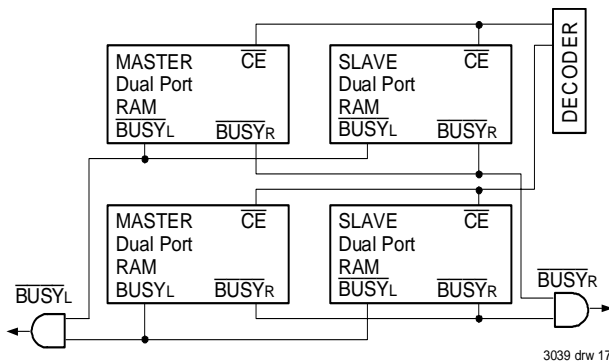 MASTER
Dual Port
RAM
CE
BUSYL
BUSYR
SLAVE
Dual Port
RAM
CE
BUSYL
BUSYR
DECODER
MASTER
Dual Port
RAM
CE
BUSYL
BUSYR
SLAVE
Dual Port
RAM
CE
BUSYL
BUSYR
BUSYL
BUSYR
3039 drw 17